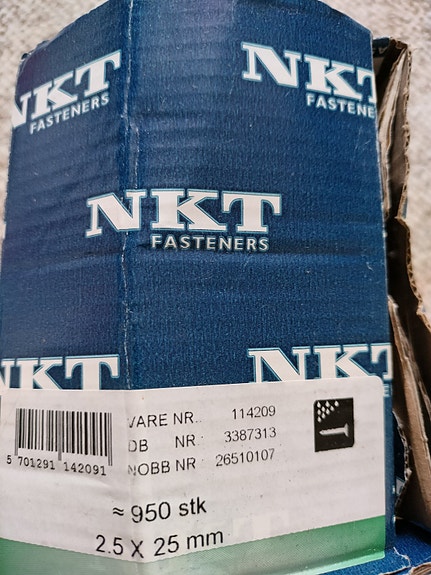 NKT
FASTENERS
NKT
FASTENE
NKT
FASTENERS
NKT
NKT
VARE NR.: 114209
DB NR: 3387313
NOBB NR: 26510107
5 701291 142091
≈ 950 stk
2.5 X 25 mm